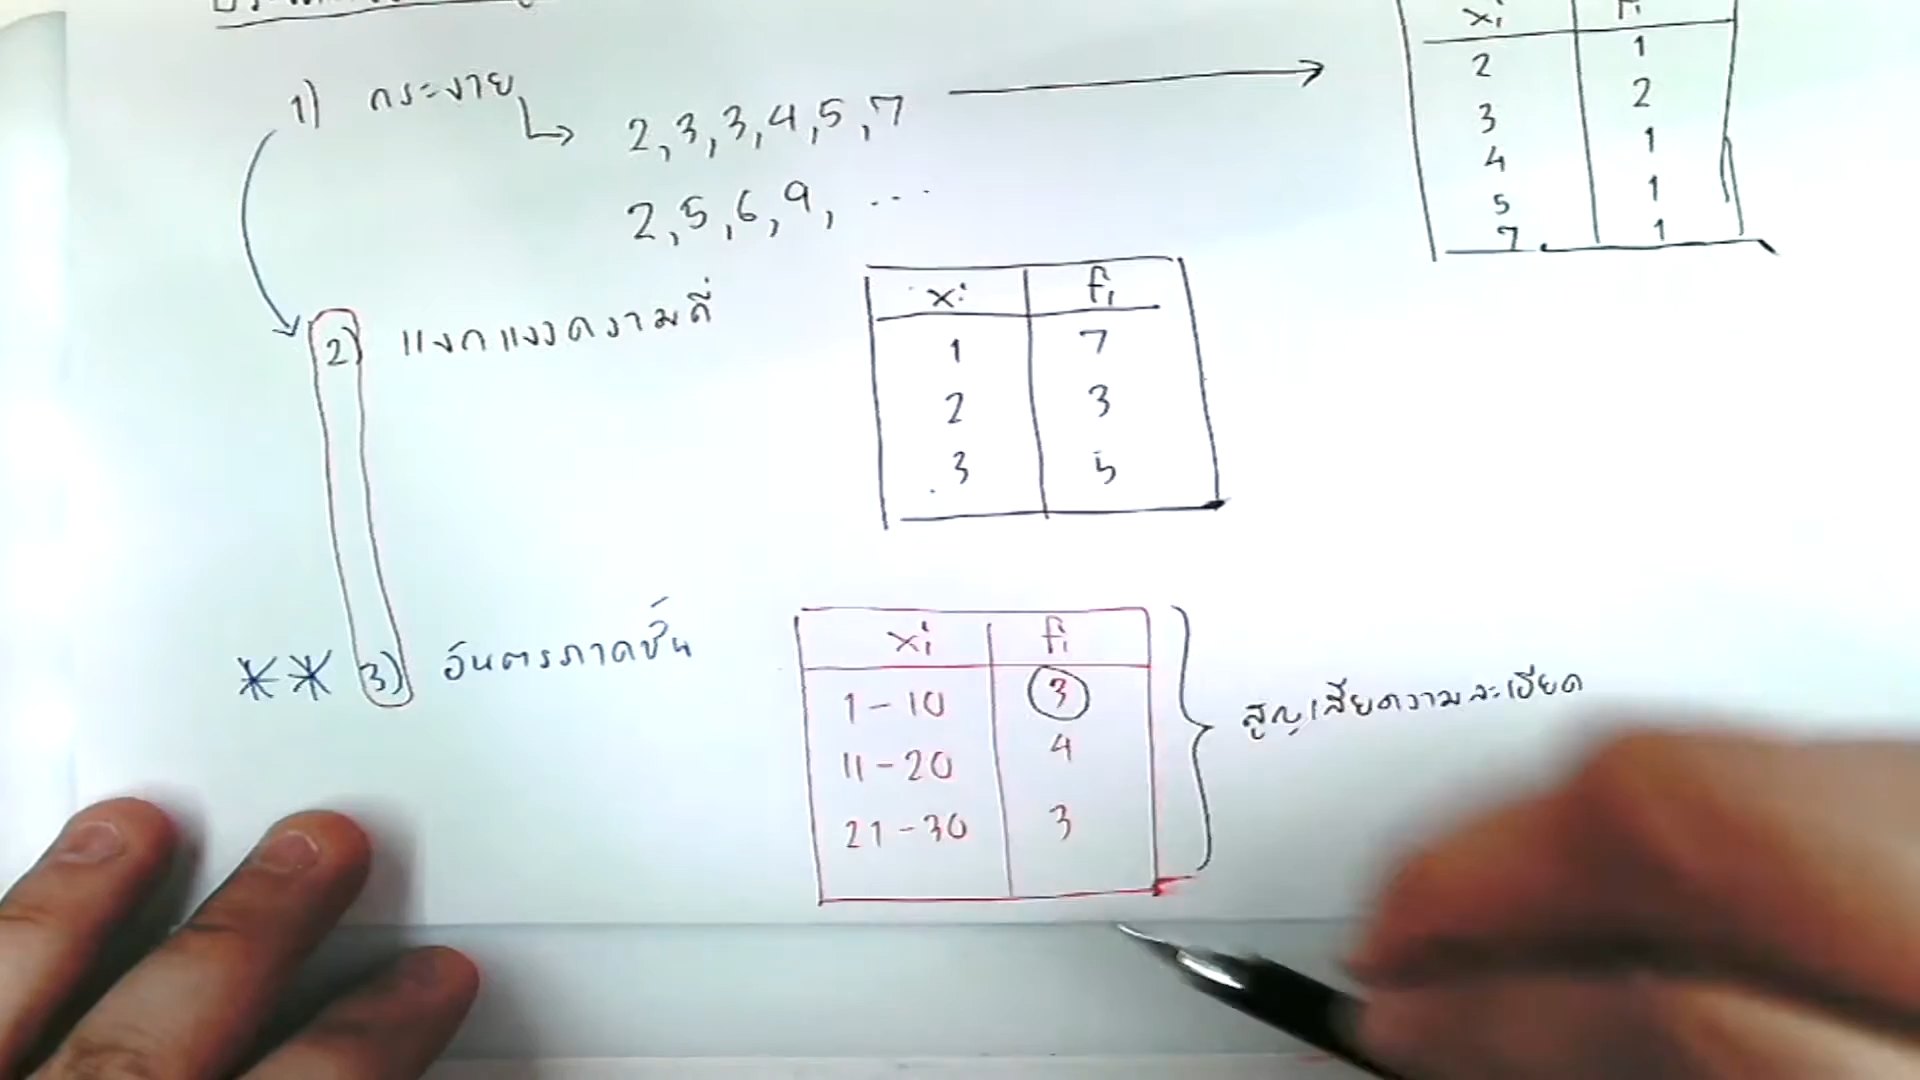 1) กระจาย
2,3,3,4,5,7
2,5,6,9, ...
xi fi
2 1
3 2
4 1
5 1
7 1
2) แจกแจงความถี่
xi fi
1 7
2 3
3 5
** 3) อันตรภาคชั้น
xi fi
1-10 3
11-20 4
21-30 3
สูญเสียความละเอียด